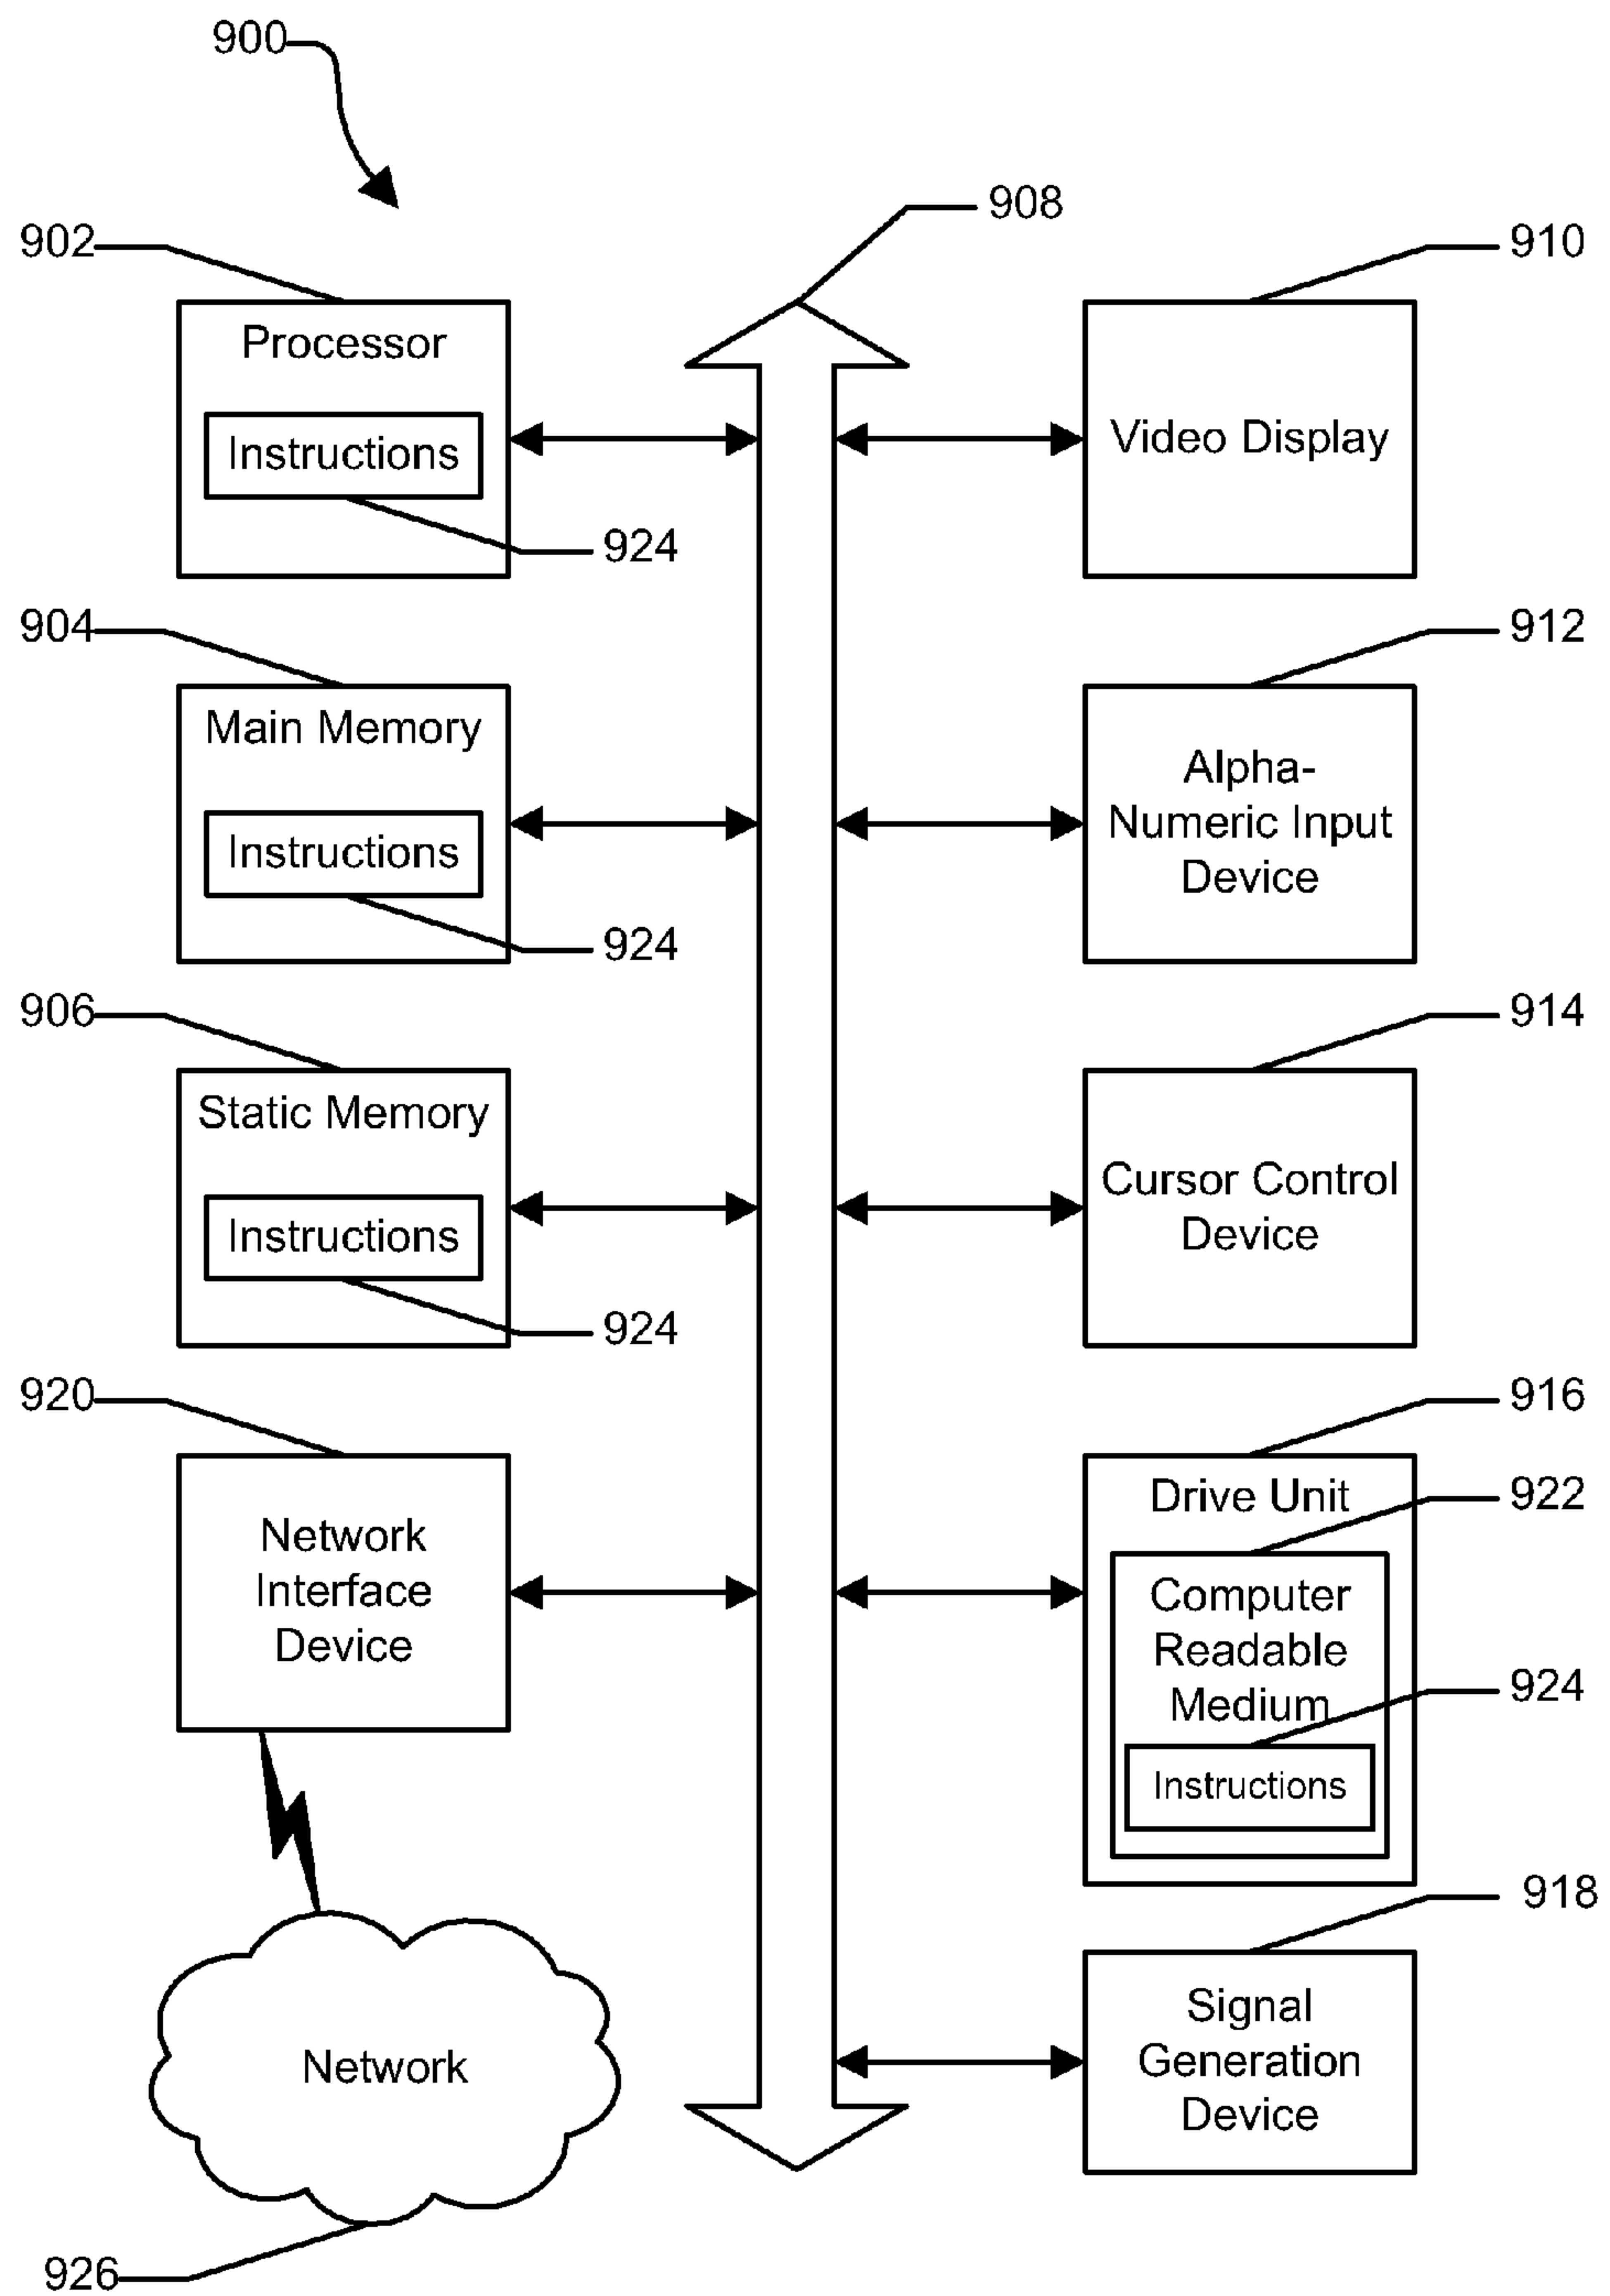 900
908
902
910
Processor
Instructions
924
Video Display
904
912
Main Memory
Instructions
924
Alpha-
Numeric Input
Device
906
914
Static Memory
Instructions
924
Cursor Control
Device
920
916
Network
Interface
Device
Drive Unit
922
Computer
Readable
Medium
924
Instructions
918
Signal
Generation
Device
Network
926